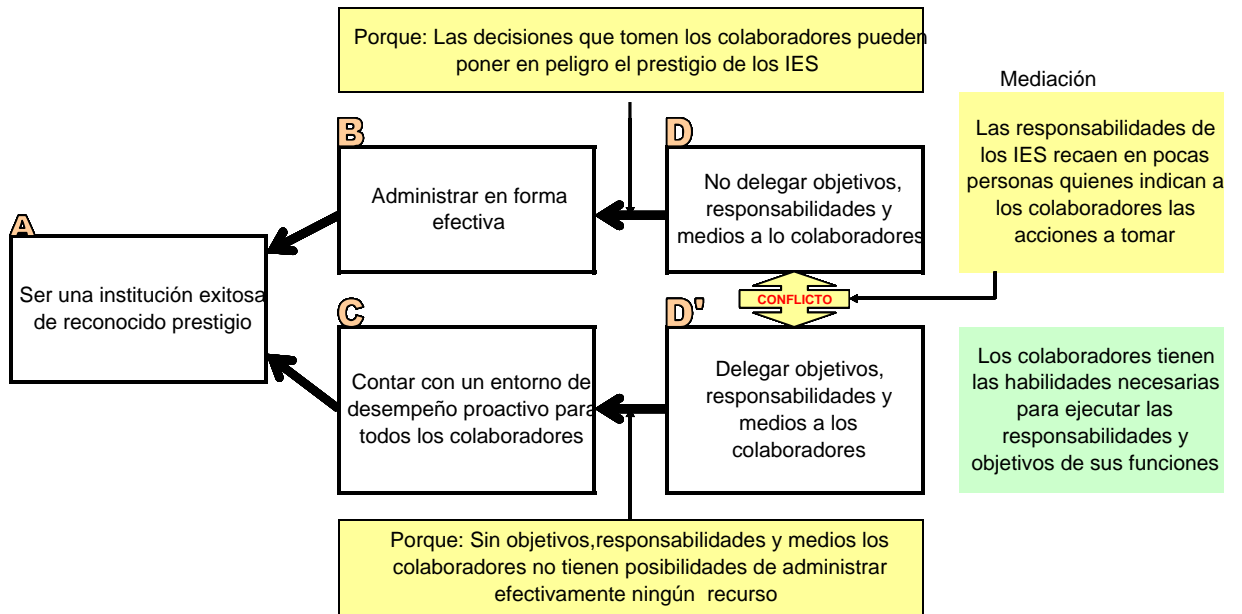 Porque: Las decisiones que tomen los colaboradores pueden
poner en peligro el prestigio de los IES
Mediación
Las responsabilidades de
los IES recaen en pocas
personas quienes indican a
los colaboradores las
acciones a tomar
B
Administrar en forma
efectiva
D
No delegar objetivos,
responsabilidades y
medios a lo colaboradores
A
Ser una institución exitosa
de reconocido prestigio
CONFLICTO
C
Contar con un entorno de
desempeño proactivo para
todos los colaboradores
D'
Delegar objetivos,
responsabilidades y
medios a los
colaboradores
Los colaboradores tienen
las habilidades necesarias
para ejecutar las
responsabilidades y
objetivos de sus funciones
Porque: Sin objetivos,responsabilidades y medios los
colaboradores no tienen posibilidades de administrar
efectivamente ningún recurso